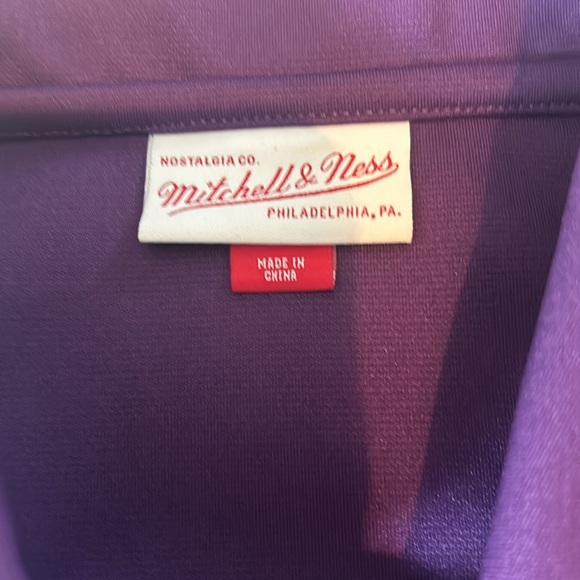 NOSTALGIA CO.
Mitchell & Ness
PHILADELPHIA, PA.
MADE IN
CHINA